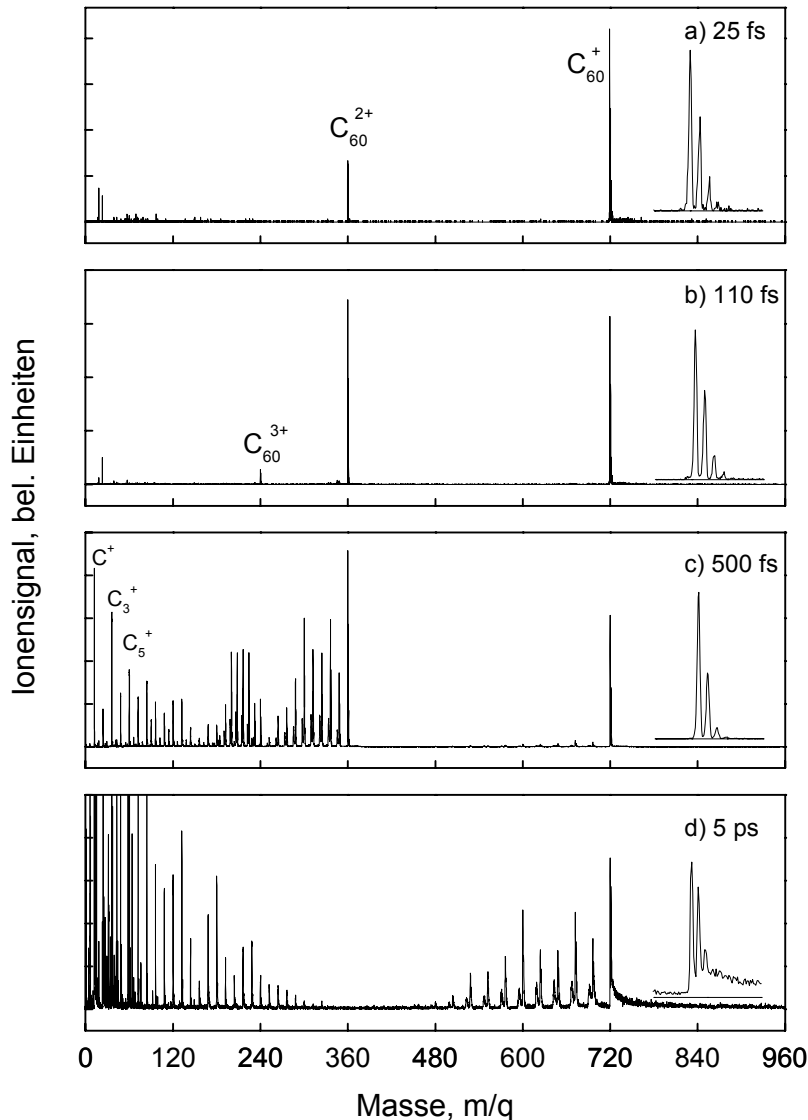 Ionensignal, bel. Einheiten
a) 25 fs
C60+
C602+
b) 110 fs
C603+
c) 500 fs
C+
C3+
C5+
d) 5 ps
0 120 240 360 480 600 720 840 960
Masse, m/q